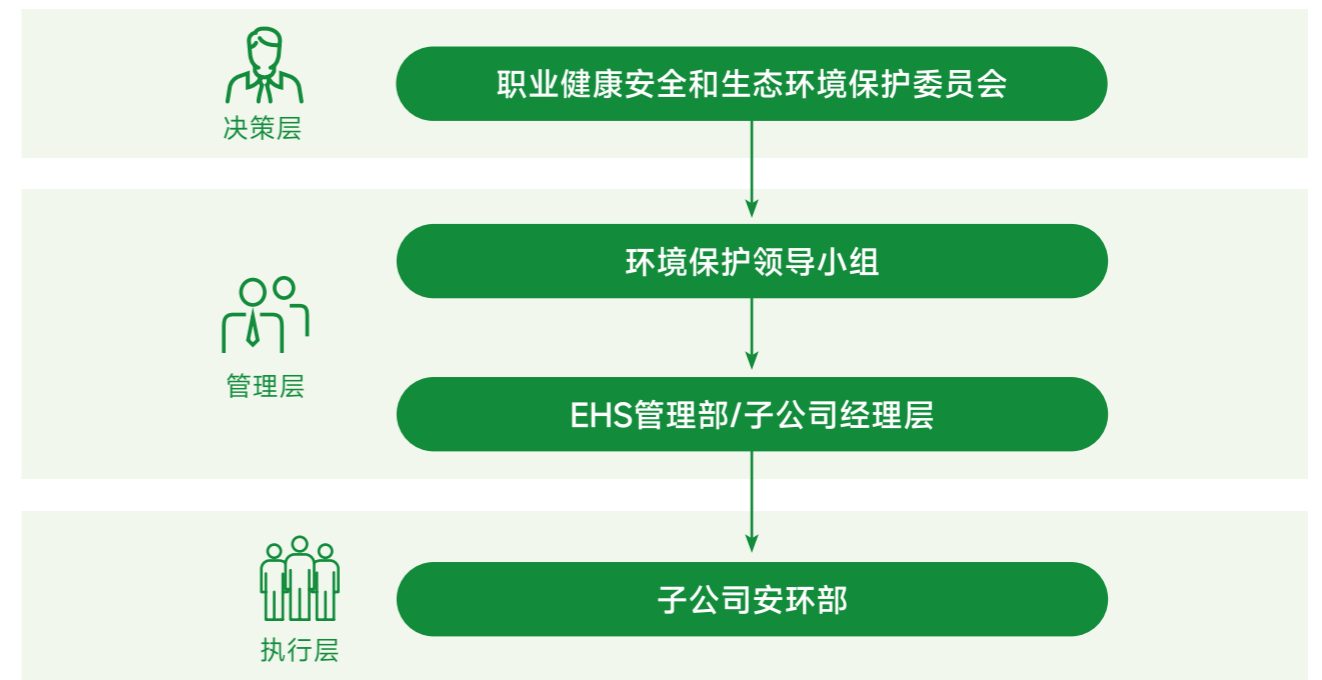 职业健康安全和生态环境保护委员会
决策层
环境保护领导小组
管理层
EHS管理部/子公司经理层
子公司安环部
执行层